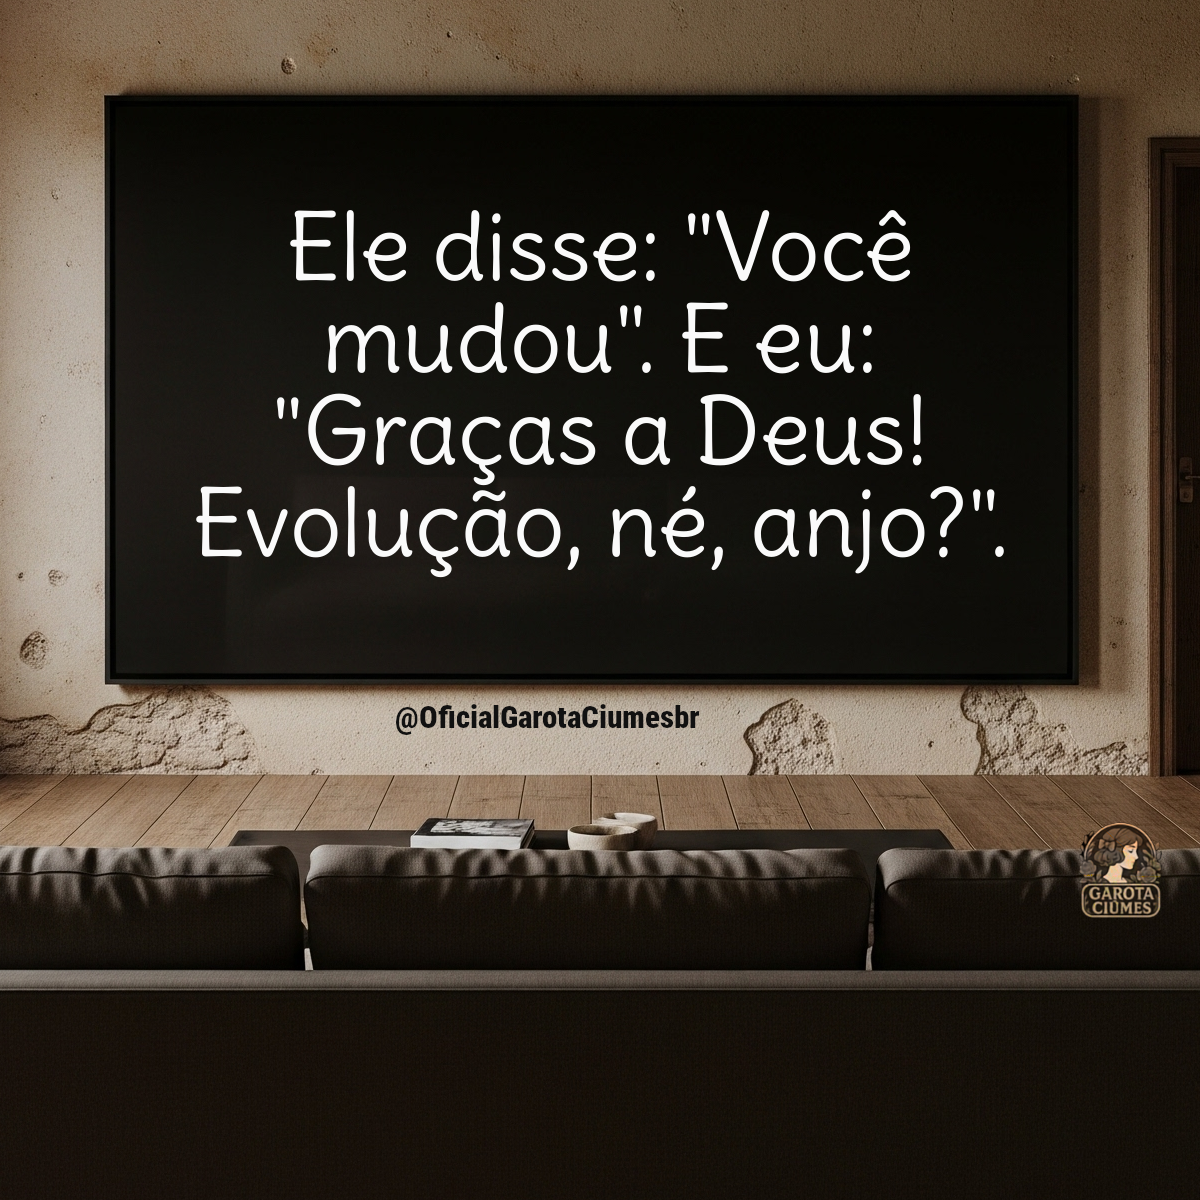 Ele disse: "Você
mudou". E eu:
"Graças a Deus!
Evolução, né, anjo?".
@OficialGarotaCiumesbr
GAROTA
CIÚMES